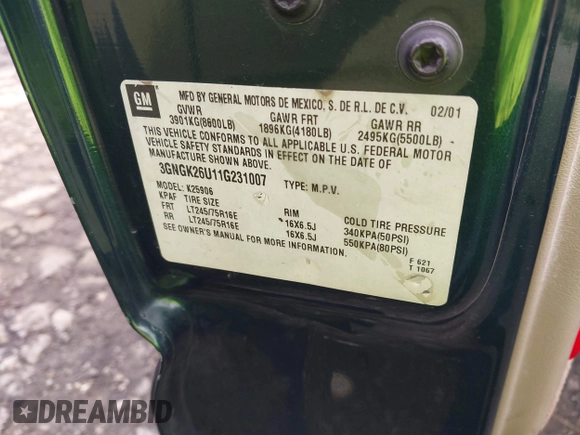 GM
MFD BY GENERAL MOTORS DE MEXICO, S. DE R.L. DE C.V. 02/01
GVWR GAWR FRT GAWR RR
3901KG(8600LB) 1896KG(4180LB) 2495KG(5500LB)
THIS VEHICLE CONFORMS TO ALL APPLICABLE U.S. FEDERAL MOTOR
VEHICLE SAFETY STANDARDS IN EFFECT ON THE DATE OF
MANUFACTURE SHOWN ABOVE.
3GNGK26U11G231007 TYPE: M.P.V.
MODEL: K25906
KPAF TIRE SIZE RIM COLD TIRE PRESSURE
FRT LT245/75R16E 16X6.5J 340KPA(50PSI)
RR LT245/75R16E 16X6.5J 550KPA(80PSI)
SEE OWNER'S MANUAL FOR MORE INFORMATION.
F 621
T 1067
DREAMBID